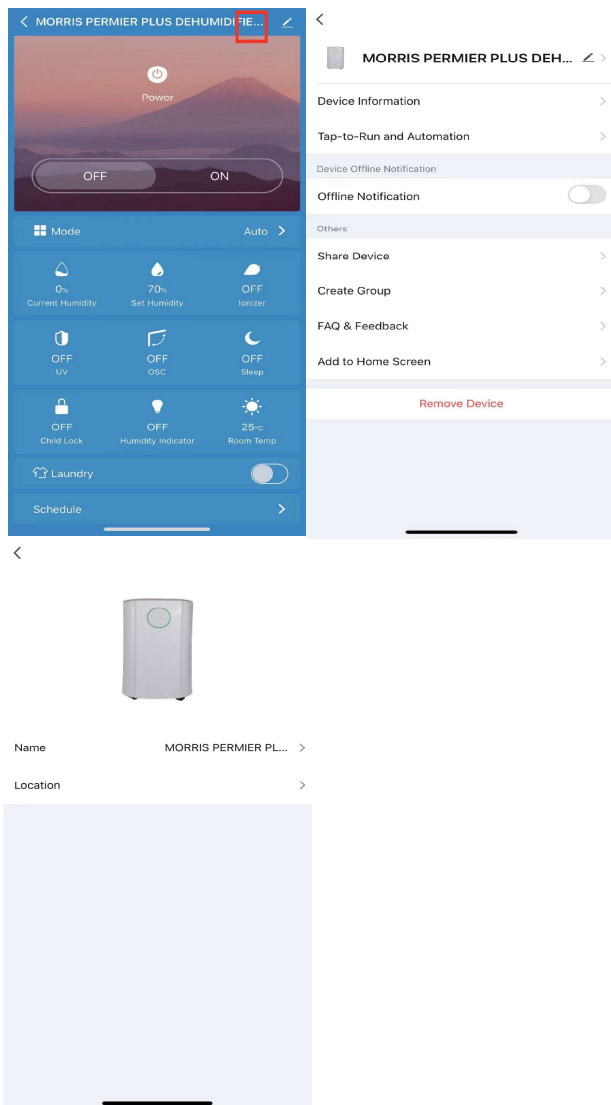 MORRIS PERMIER PLUS DEHUMIDIFIE...
Power
OFF ON
Mode Auto
0% 70% OFF
Current Humidity Set Humidity Ionizer
OFF OFF OFF
UV OSC Sleep
OFF OFF 25°C
Child Lock Humidity Indicator Room Temp
Laundry
Schedule
MORRIS PERMIER PLUS DEH...
Device Information
Tap-to-Run and Automation
Device Offline Notification
Offline Notification
Others
Share Device
Create Group
FAQ & Feedback
Add to Home Screen
Remove Device
Name MORRIS PERMIER PL...
Location